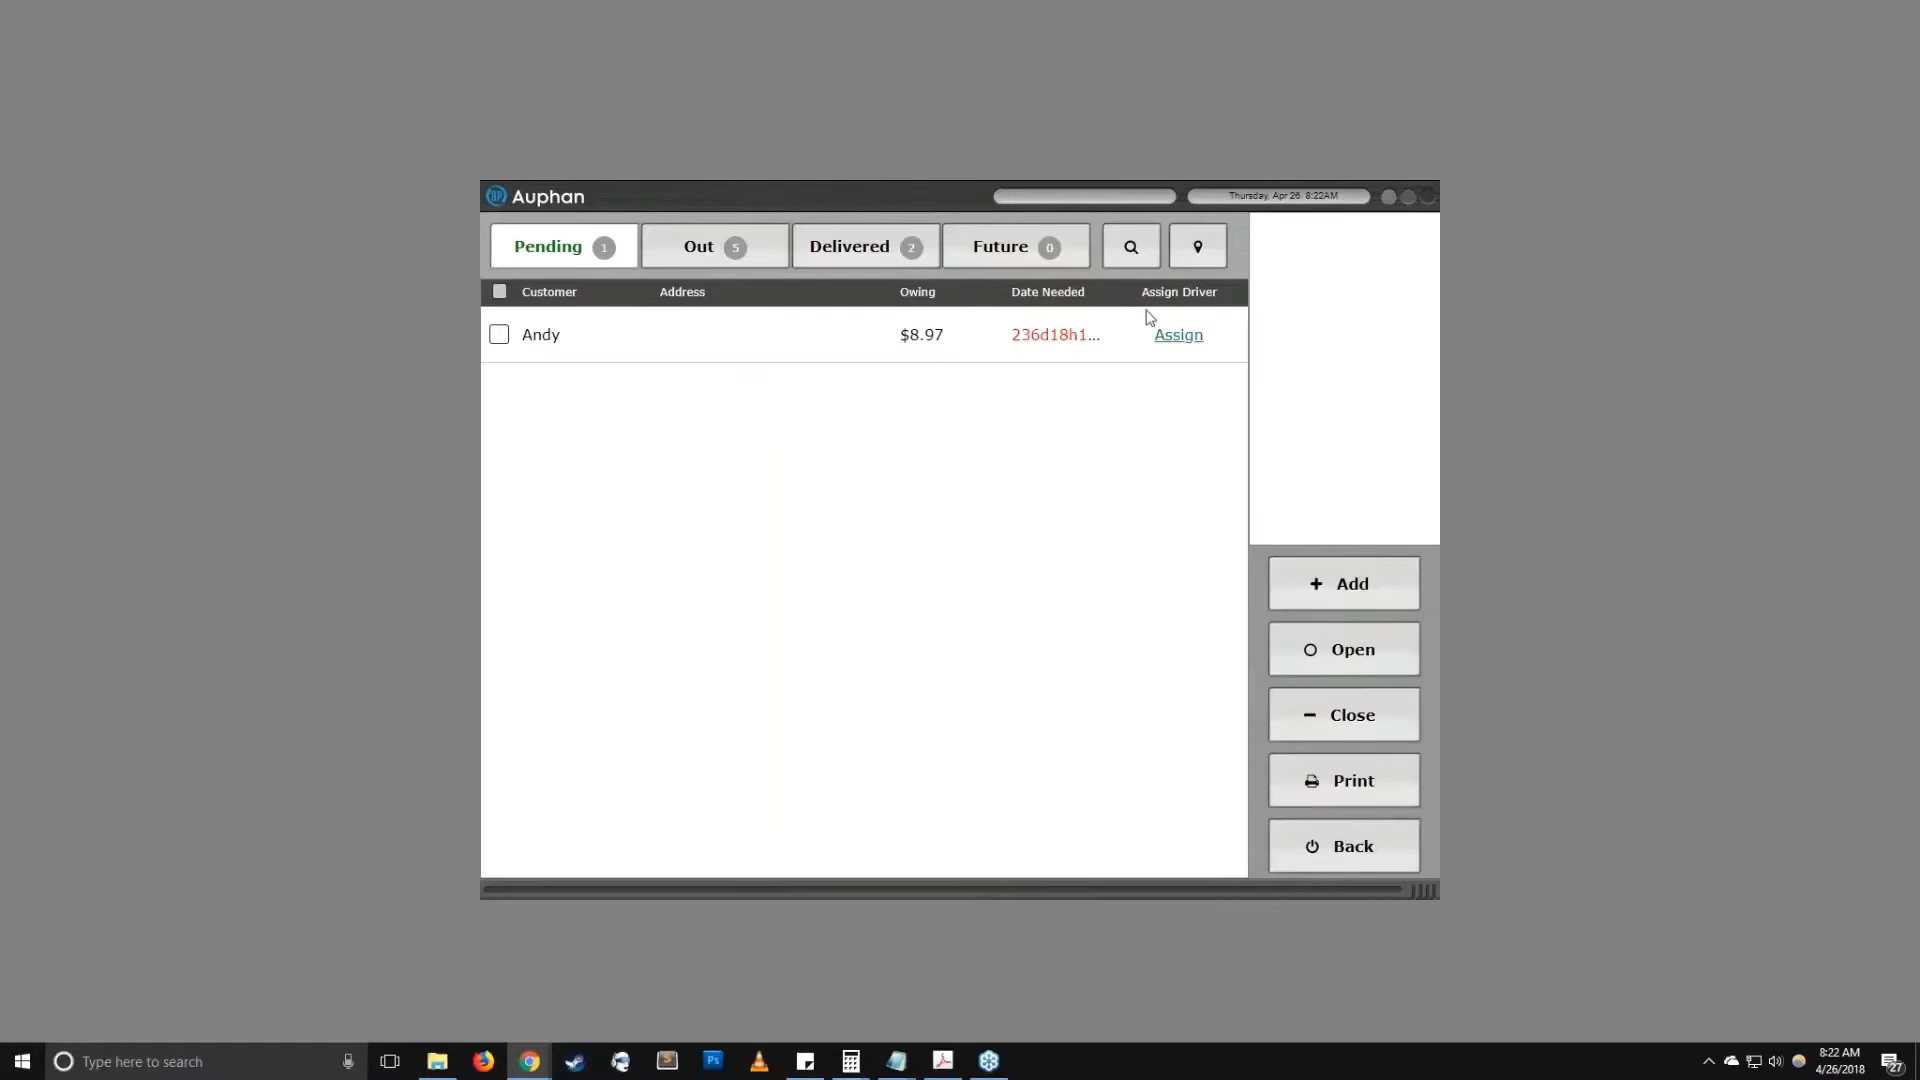 Auphan
Thursday, Apr 26 8:22AM
Pending 1
Out 5
Delivered 2
Future 0
Customer Address Owing Date Needed Assign Driver
Andy $8.97 236d18h1... Assign
+ Add
Open
Close
Print
Back
Type here to search
8:22 AM
4/26/2018
27